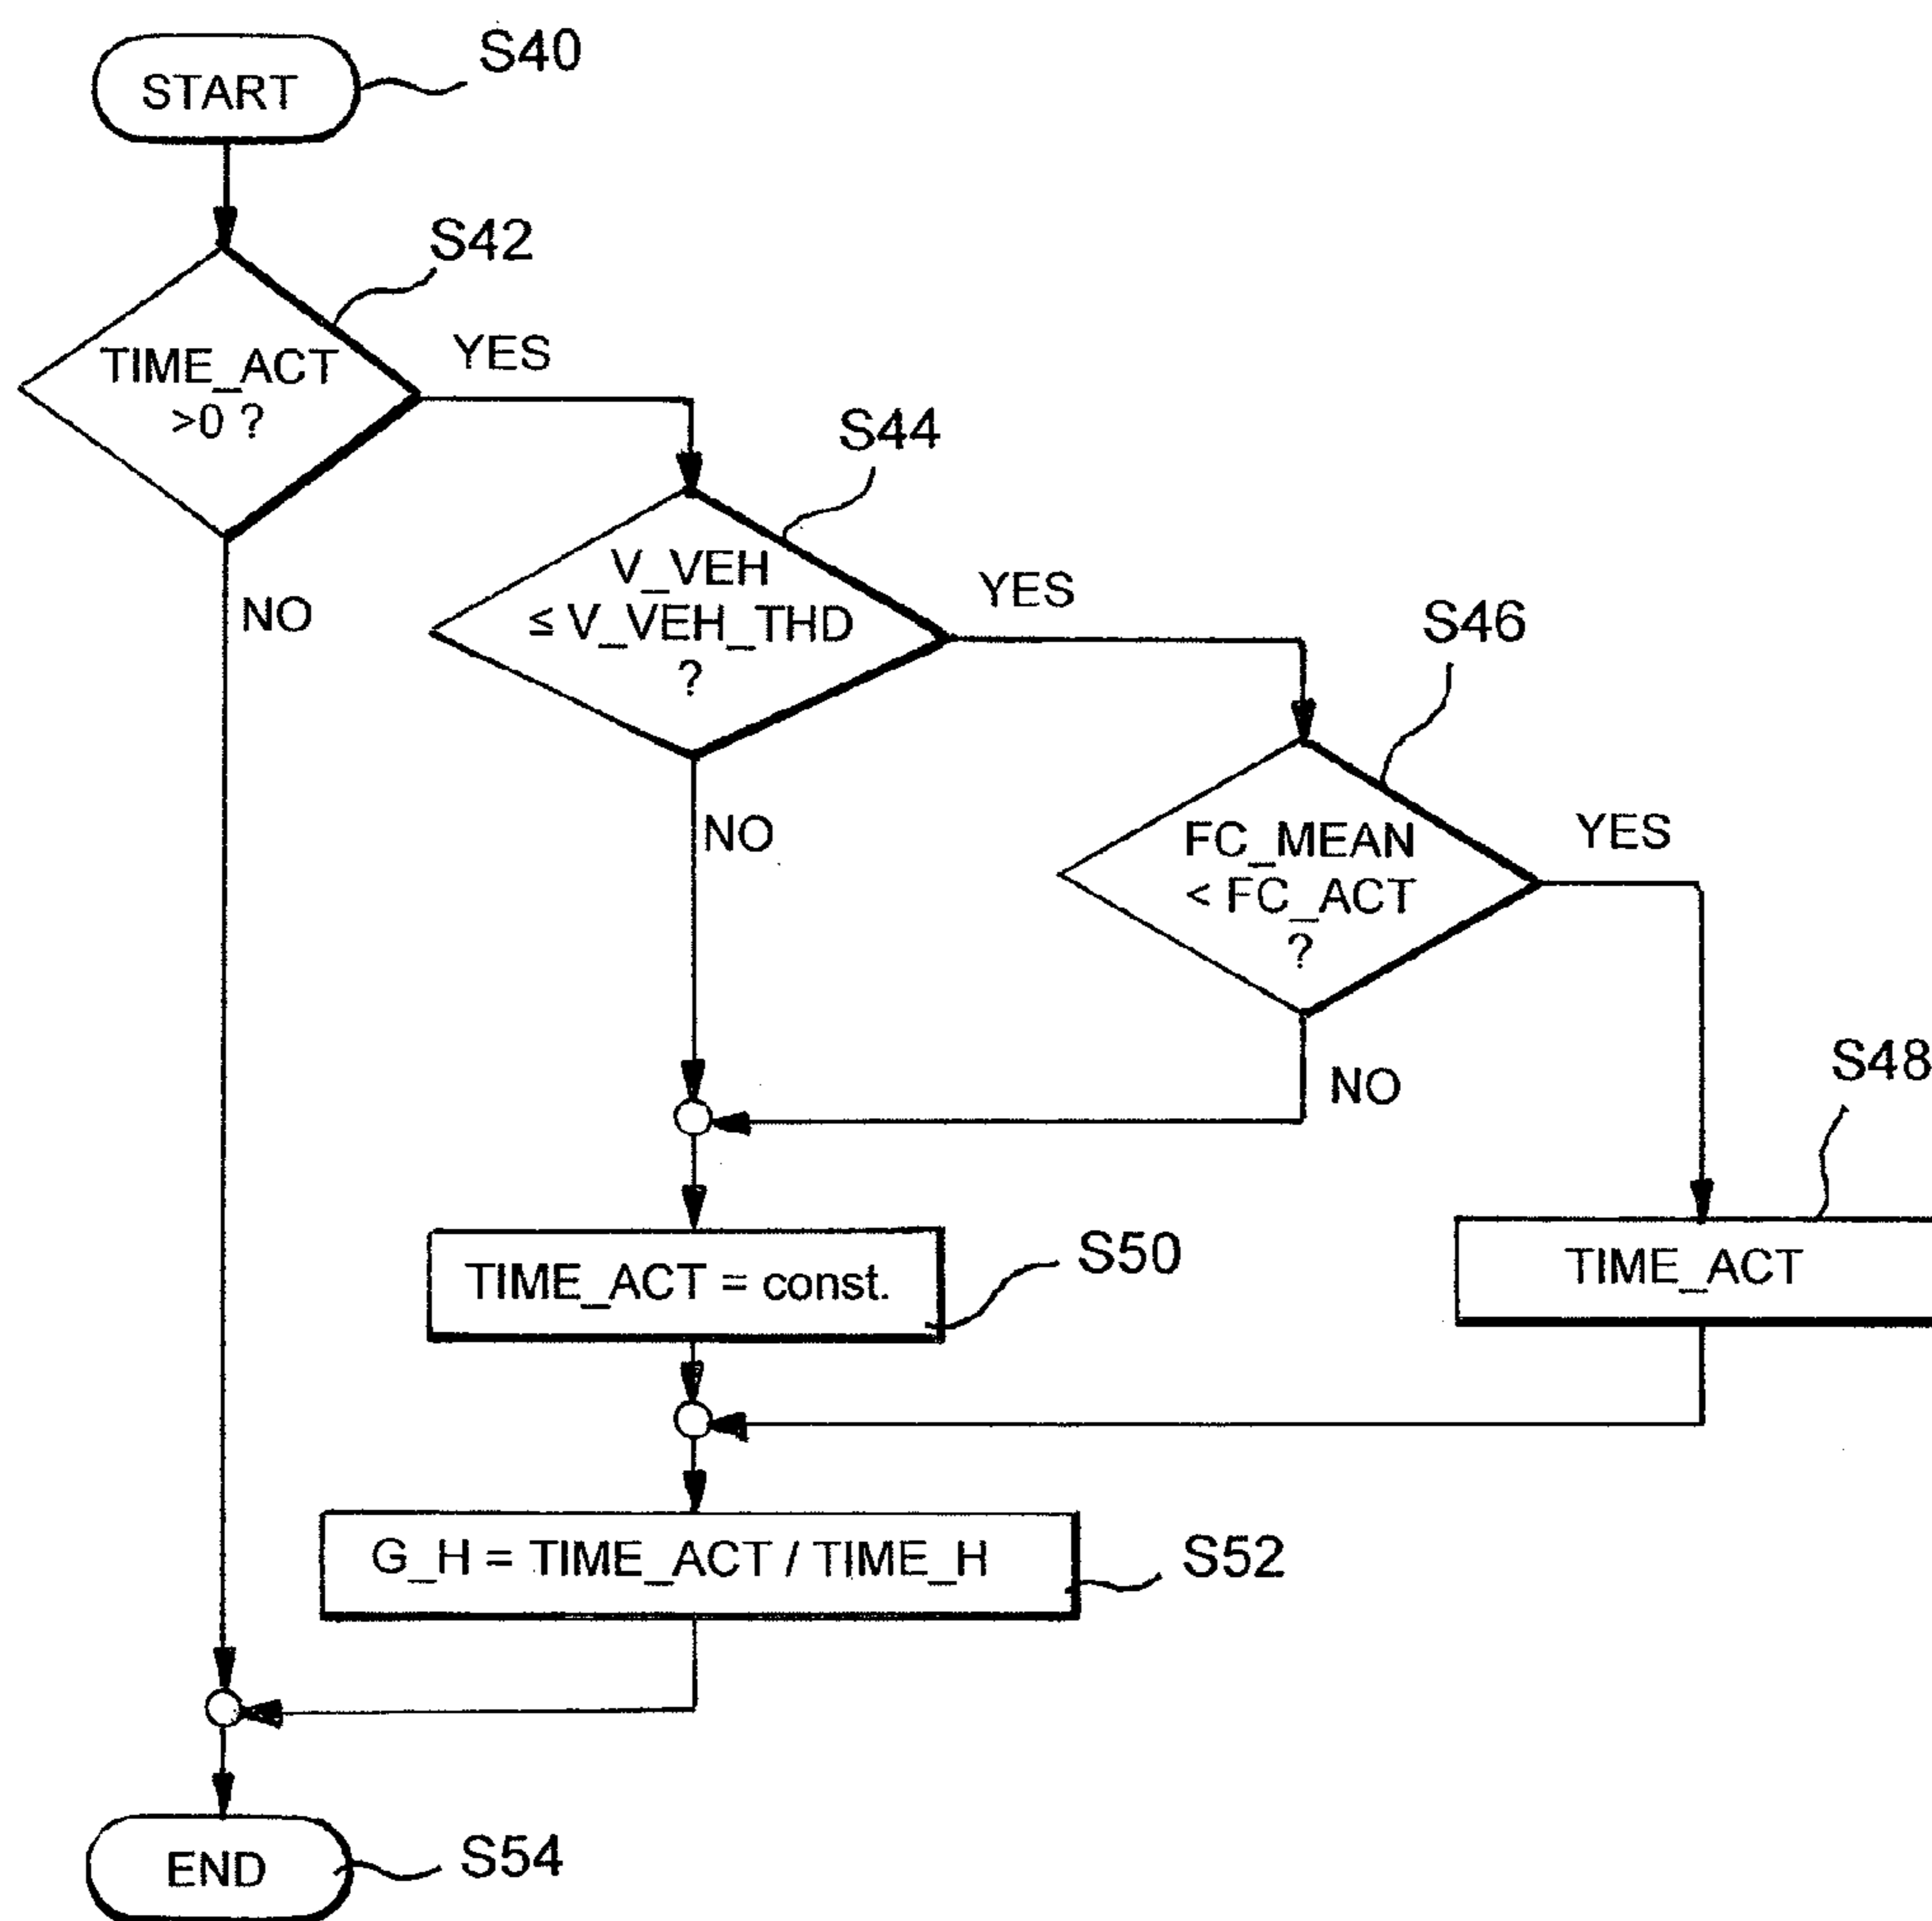 START
S40
S42
TIME_ACT
>0 ?
YES
NO
S44
V_VEH
≤ V_VEH_THD
?
YES
NO
S46
FC_MEAN
< FC_ACT
?
YES
NO
S48
TIME_ACT
TIME_ACT = const.
S50
G_H = TIME_ACT / TIME_H
S52
END
S54